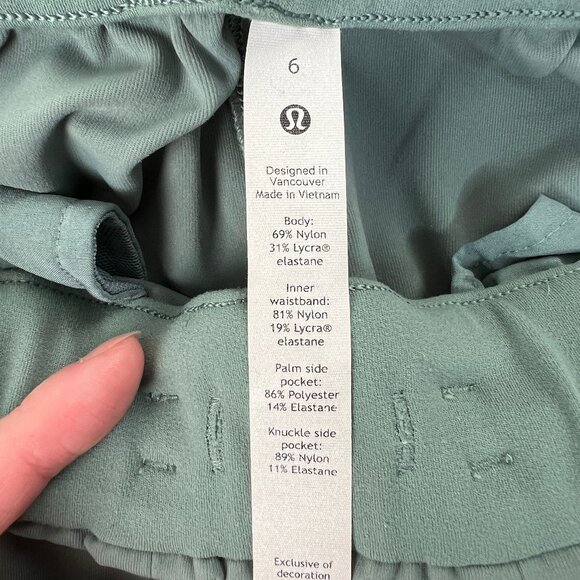 6
Designed in
Vancouver
Made in Vietnam
Body:
69% Nylon
31% Lycra®
elastane
Inner
waistband:
81% Nylon
19% Lycra®
elastane
Palm side
pocket:
86% Polyester
14% Elastane
Knuckle side
pocket:
89% Nylon
11% Elastane
Exclusive of
decoration